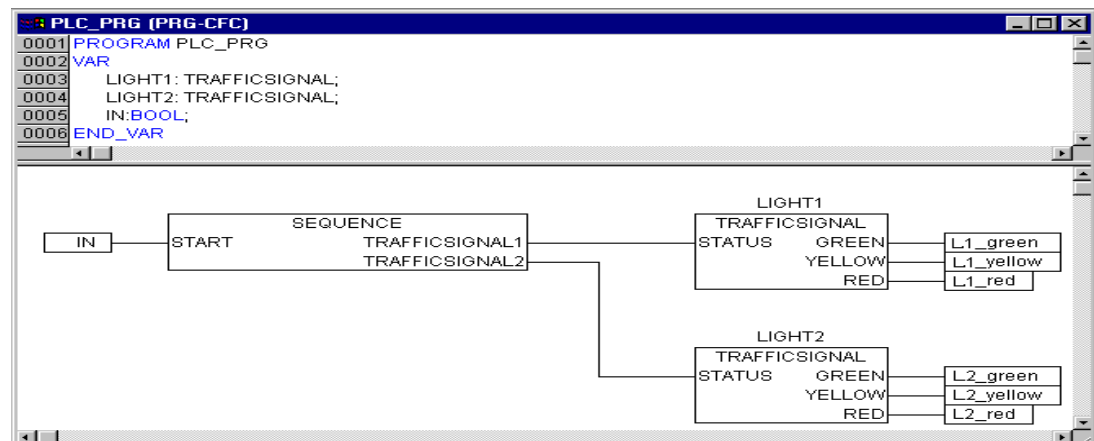 PLC_PRG (PRG-CFC)
0001 PROGRAM PLC_PRG
0002 VAR
0003 LIGHT1: TRAFFICSIGNAL;
0004 LIGHT2: TRAFFICSIGNAL;
0005 IN:BOOL;
0006 END_VAR
LIGHT1
SEQUENCE
TRAFFICSIGNAL
IN
START
TRAFFICSIGNAL1
STATUS
GREEN
L1_green
TRAFFICSIGNAL2
YELLOW
L1_yellow
RED
L1_red
LIGHT2
TRAFFICSIGNAL
STATUS
GREEN
L2_green
YELLOW
L2_yellow
RED
L2_red